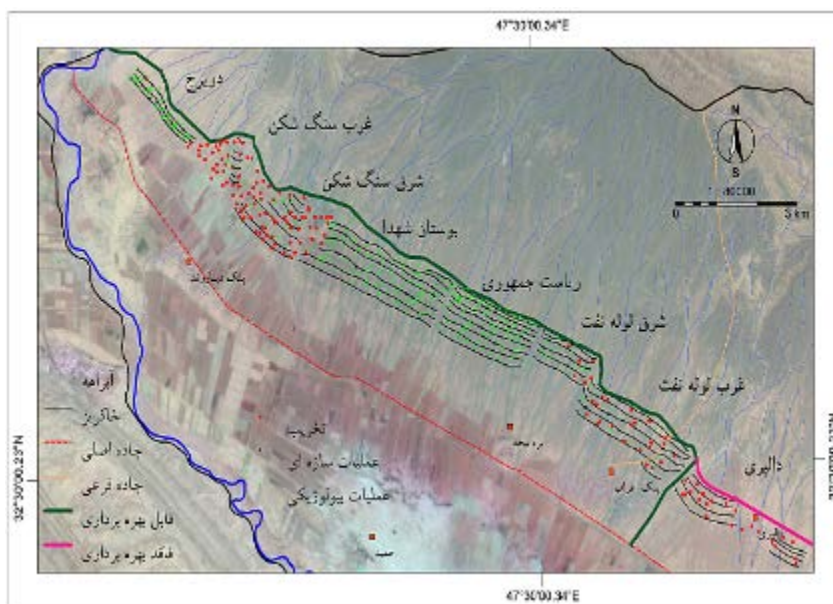 47°30'00.34"E
دویرج
غرب سنگ شکن
شرق سنگ شکن
بوستان شهدا
ریاست جمهوری
شرق لوله نفت
غرب لوله نفت
دالپری
N
S
0 5 km
آبراهه
خاکریز
جاده اصلی
جاده فرعی
قابل بهره برداری
فاقد بهره برداری
تخریب
عملیات سازه ای
عملیات بیولوژیکی
32°30'00.23"N
47°30'00.34"E